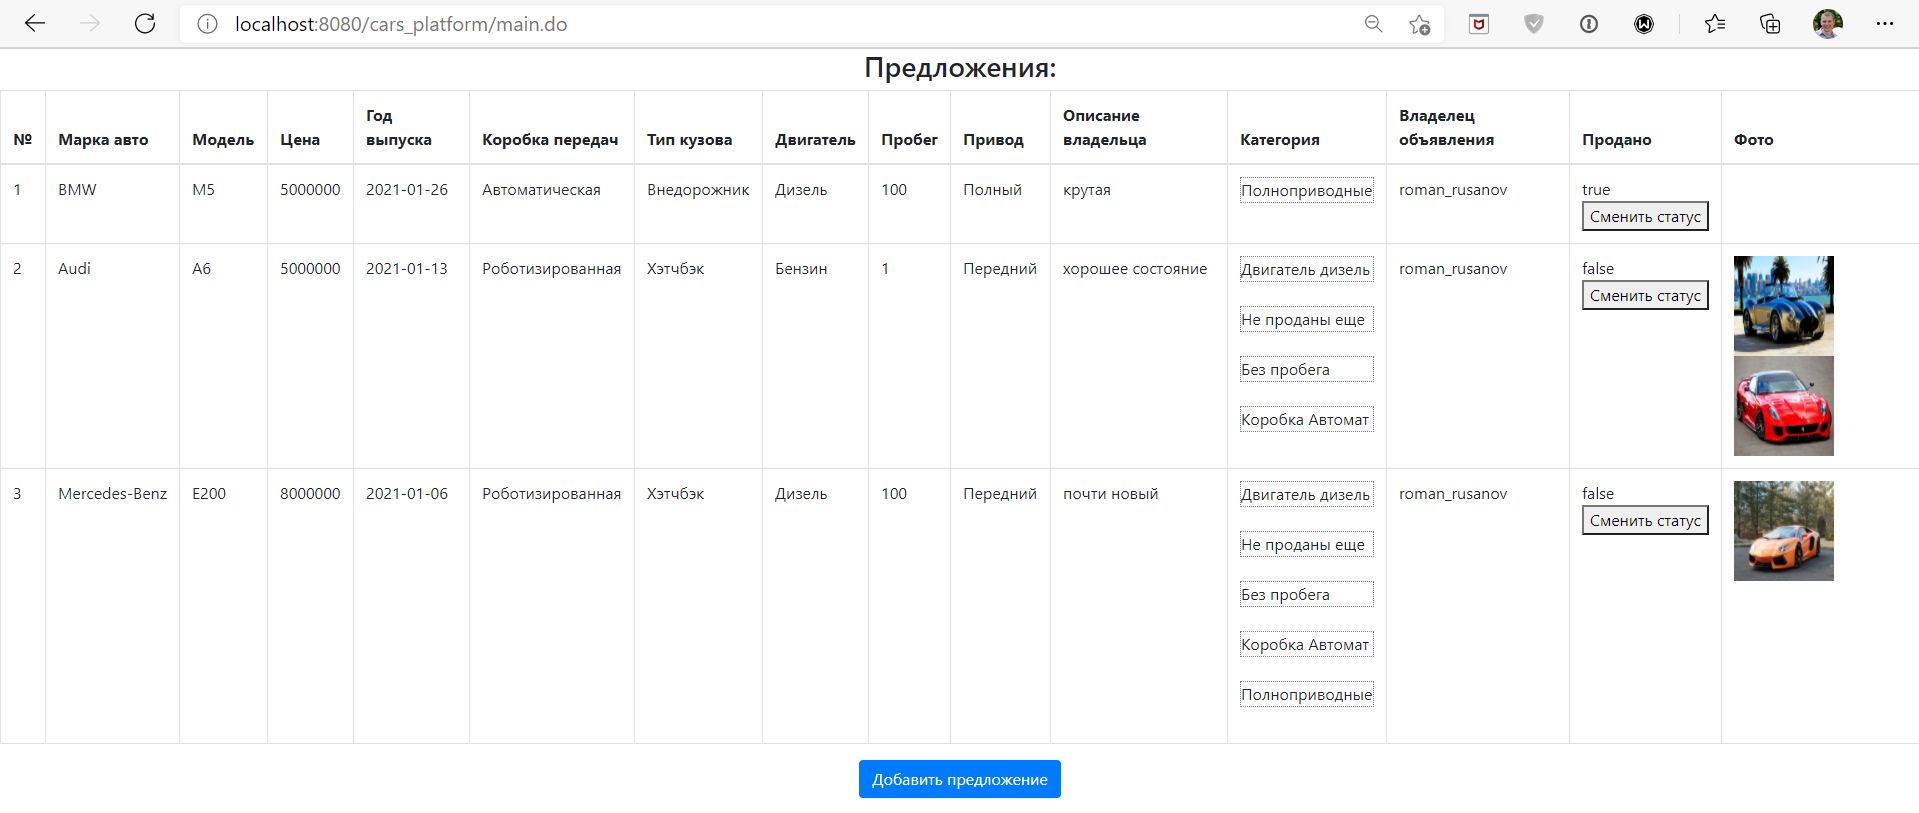 localhost:8080/cars_platform/main.do
Предложения:
№ Марка авто Модель Цена Год выпуска Коробка передач Тип кузова Двигатель Пробег Привод Описание владельца Категория Владелец объявления Продано Фото
1 BMW M5 5000000 2021-01-26 Автоматическая Внедорожник Дизель 100 Полный крутая Полноприводные roman_rusanov true
Сменить статус
2 Audi A6 5000000 2021-01-13 Роботизированная Хэтчбэк Бензин 1 Передний хорошее состояние Двигатель дизель roman_rusanov false
Сменить статус
Не проданы еще
Без пробега
Коробка Автомат
3 Mercedes-Benz E200 8000000 2021-01-06 Роботизированная Хэтчбэк Дизель 100 Передний почти новый Двигатель дизель roman_rusanov false
Сменить статус
Не проданы еще
Без пробега
Коробка Автомат
Полноприводные
Добавить предложение